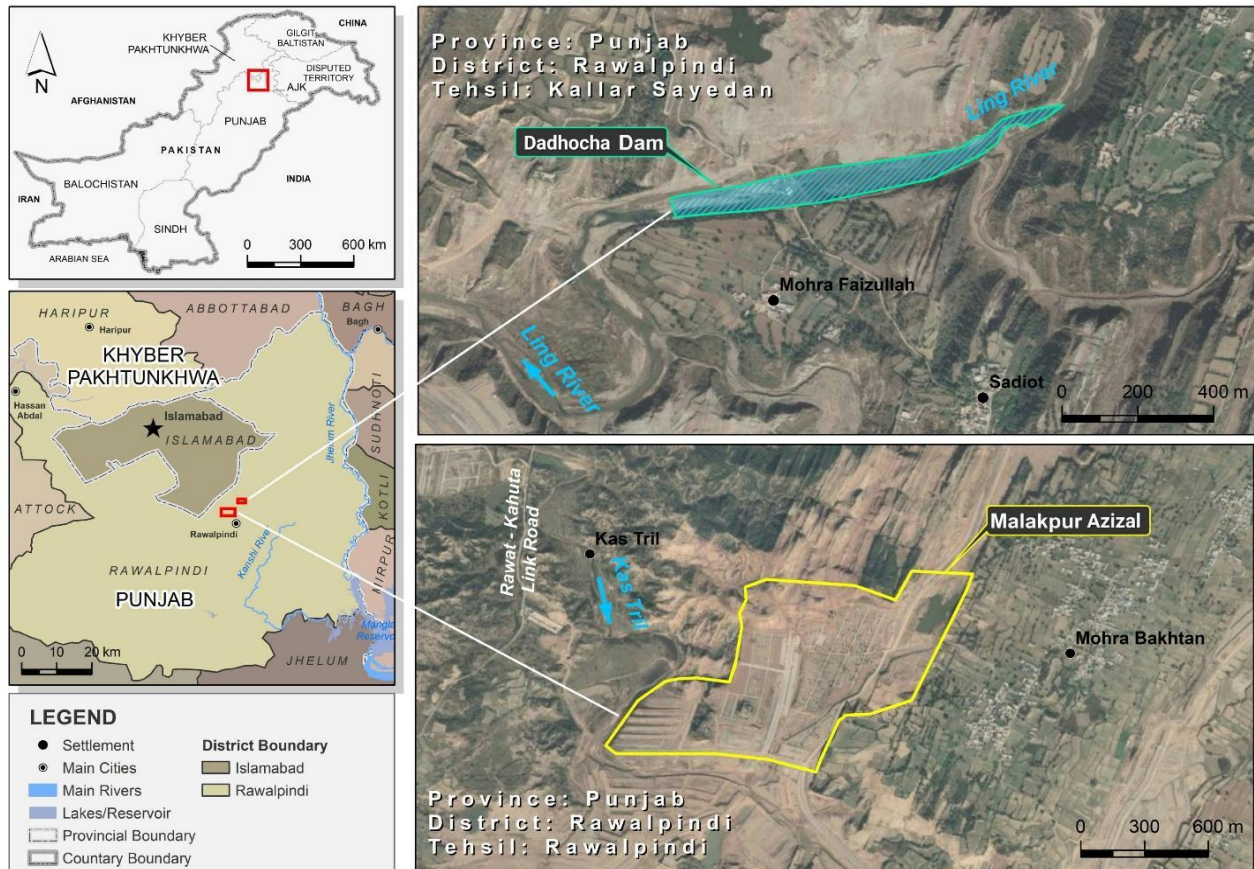 CHINA
KHYBER
PAKHTUNKHWA
GILGIT
BALTISTAN
DISPUTED
TERRITORY
AJK
AFGHANISTAN
PUNJAB
PAKISTAN
INDIA
BALOCHISTAN
IRAN
SINDH
ARABIAN SEA
0 300 600 km
N
HARIPUR
Haripur
ABBOTTABAD
BAGH
Bagh
KHYBER
PAKHTUNKHWA
Hassan
Abdal
Islamabad
ISLAMABAD
Jhelum River
SUDHNOTI
KOTLI
ATTOCK
Rawalpindi
Kanshi River
RAWALPINDI
PUNJAB
MIRPUR
Mangla
Reservoir
0 10 20 km
JHELUM
LEGEND
Settlement
Main Cities
Main Rivers
Lakes/Reservoir
Provincial Boundary
Countary Boundary
District Boundary
Islamabad
Rawalpindi
Province: Punjab
District: Rawalpindi
Tehsil: Kallar Sayedan
Ling River
Dadhocha Dam
Mohra Faizullah
Ling River
Sadiot
0 200 400 m
Rawat - Kahuta
Link Road
Kas Tril
Kas Tril
Malakpur Azizal
Mohra Bakhtan
Province: Punjab
District: Rawalpindi
Tehsil: Rawalpindi
0 300 600 m